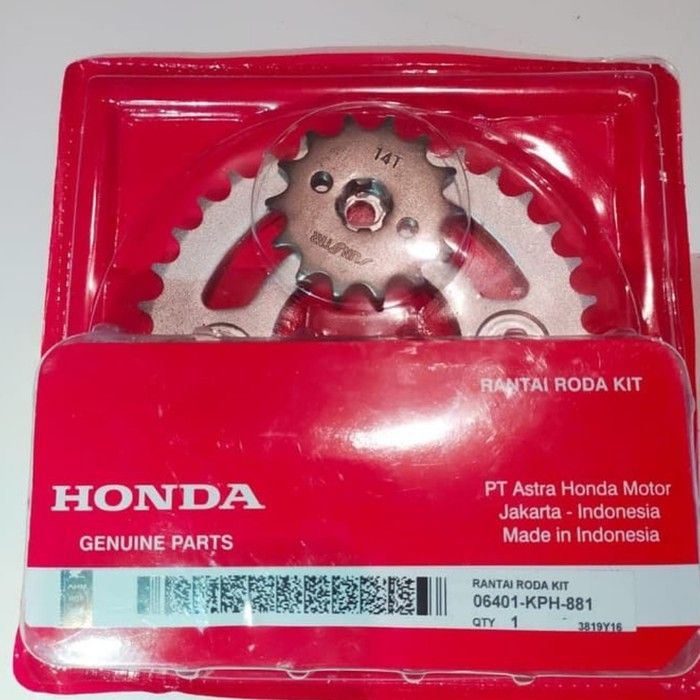 14T
SUNSTAR
RANTAI RODA KIT
HONDA
GENUINE PARTS
PT Astra Honda Motor
Jakarta - Indonesia
Made in Indonesia
RANTAI RODA KIT
06401-KPH-881
QTY 1
3819Y16